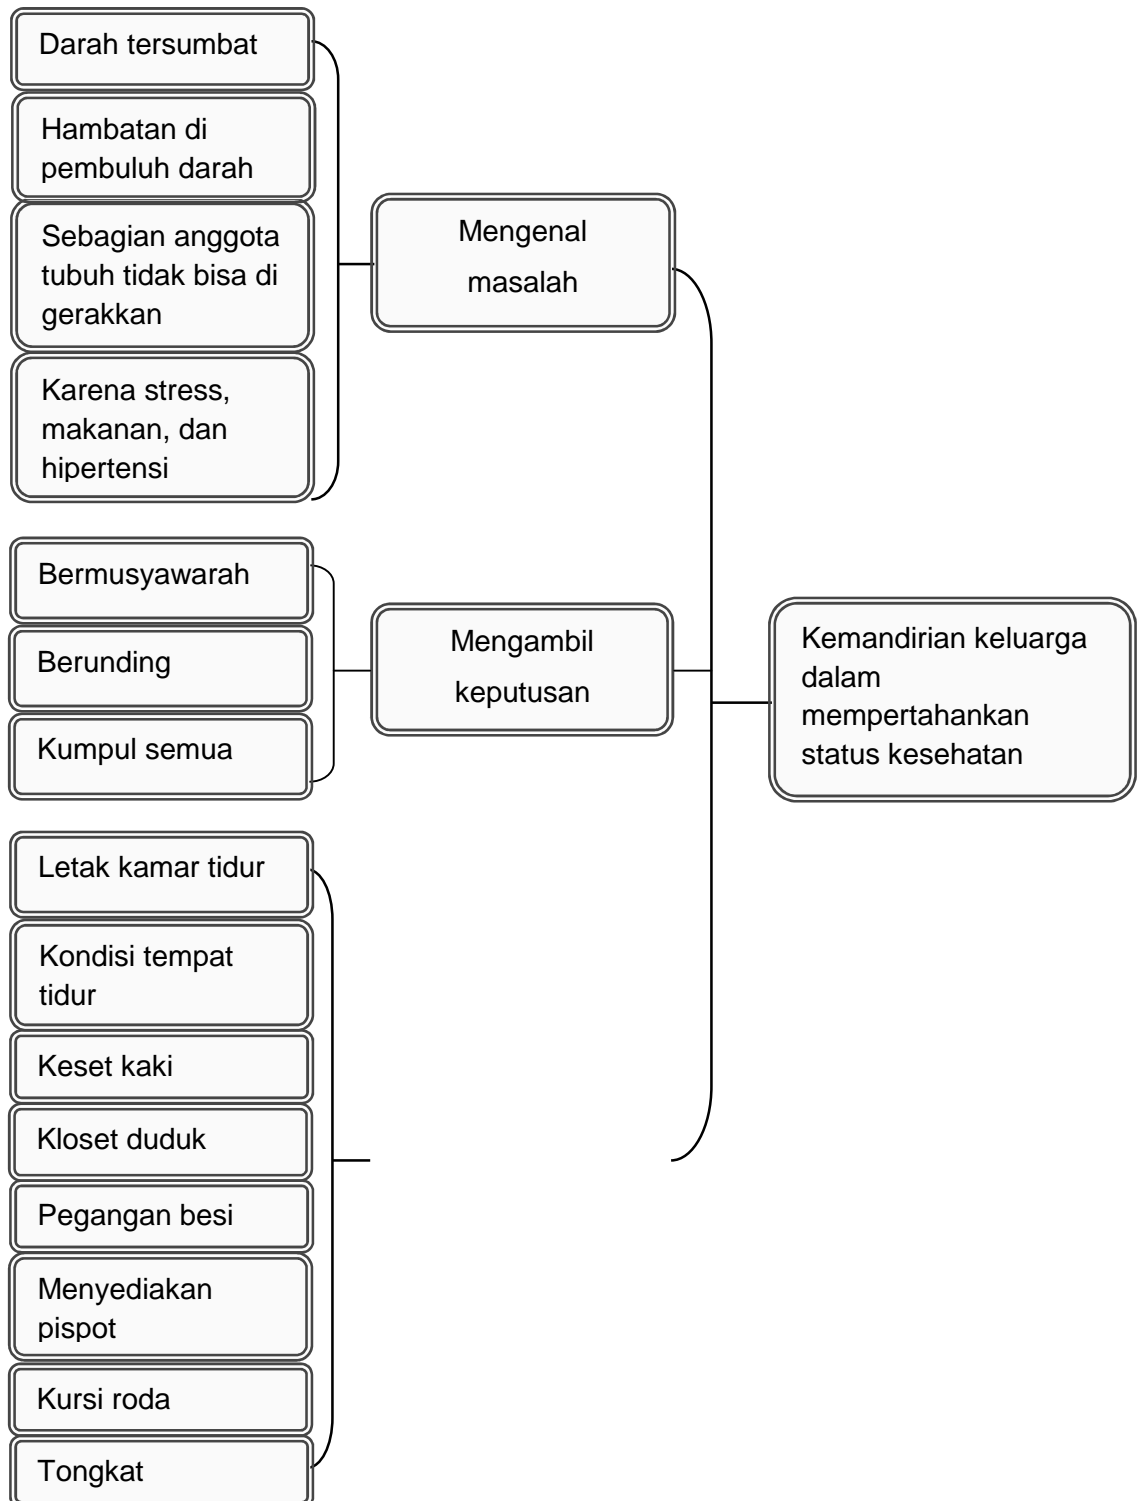 Darah tersumbat
Hambatan di
pembuluh darah
Sebagian anggota
tubuh tidak bisa di
gerakkan
Karena stress,
makanan, dan
hipertensi
Mengenal
masalah
Bermusyawarah
Berunding
Kumpul semua
Mengambil
keputusan
Kemandirian keluarga
dalam
mempertahankan
status kesehatan
Letak kamar tidur
Kondisi tempat
tidur
Keset kaki
Kloset duduk
Pegangan besi
Menyediakan
pispot
Kursi roda
Tongkat